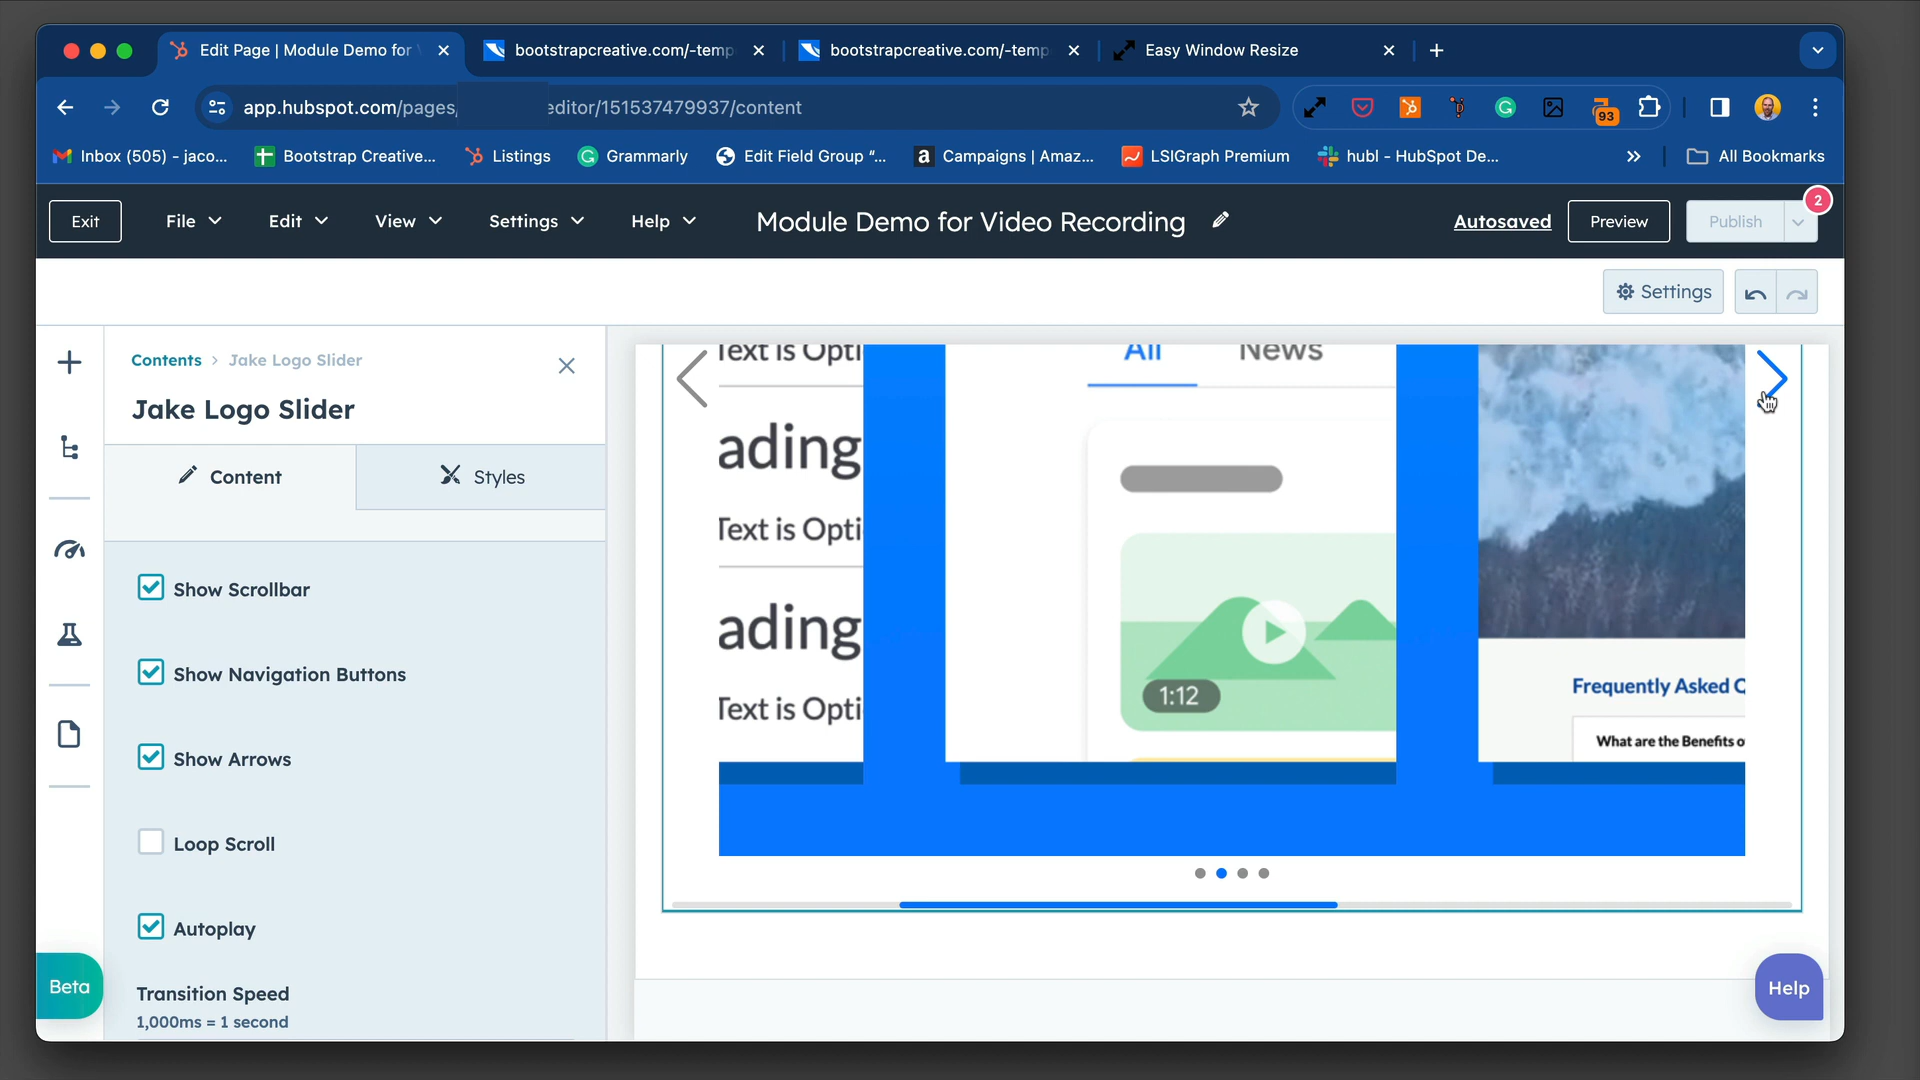 Edit Page | Module Demo for
bootstrapcreative.com/-temp
bootstrapcreative.com/-temp
Easy Window Resize
app.hubspot.com/pages/ editor/151537479937/content
93
Inbox (505) - jaco...
Bootstrap Creative...
Listings
Grammarly
Edit Field Group "...
Campaigns | Amaz...
LSIGraph Premium
hubl - HubSpot De...
All Bookmarks
Exit
File
Edit
View
Settings
Help
Module Demo for Video Recording
Autosaved
Preview
Publish
2
Settings
Contents > Jake Logo Slider
Jake Logo Slider
Content
Styles
Show Scrollbar
Show Navigation Buttons
Show Arrows
Loop Scroll
Autoplay
Transition Speed
1,000ms = 1 second
Beta
Text is Opti
ading
Text is Opti
ading
Text is Opti
All
News
1:12
Frequently Asked Q
What are the Benefits o
Help